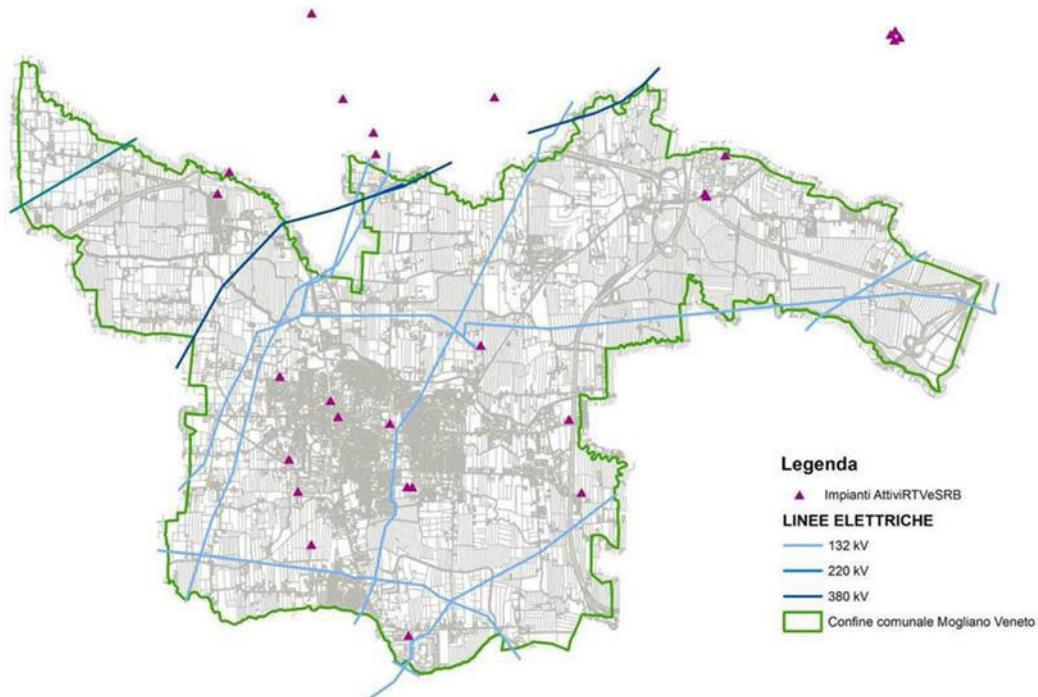 Legenda
Impianti AttiviRTVeSRB
LINEE ELETTRICHE
132 kV
220 kV
380 kV
Confine comunale Mogliano Veneto